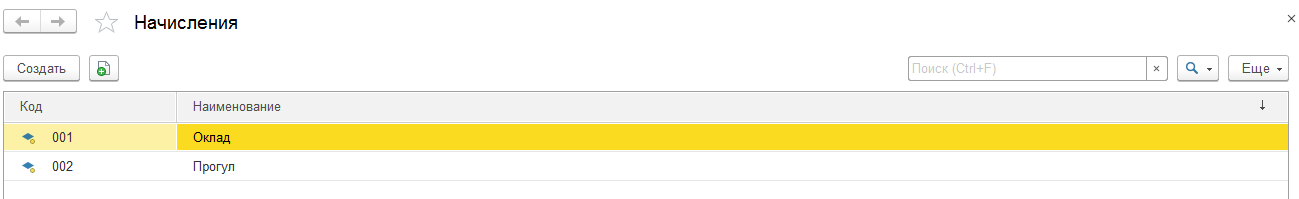 Начисления
Создать
Поиск (Ctrl+F)
×
Еще
Код
Наименование
↓
001
Оклад
002
Прогул